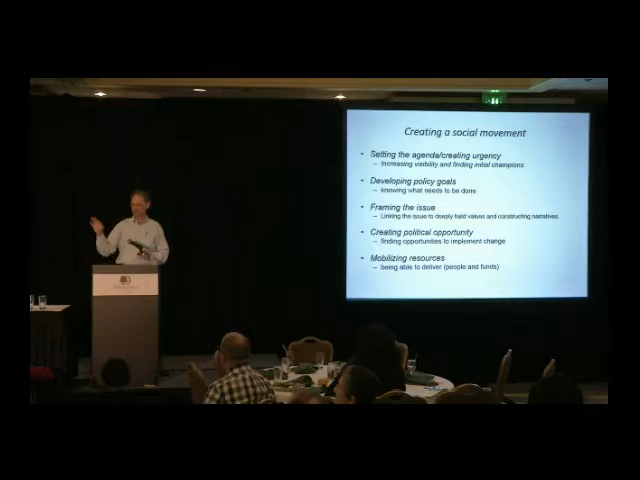 Creating a social movement
• Setting the agenda/creating urgency
– Increasing visibility and finding initial champions
• Developing policy goals
– knowing what needs to be done
• Framing the issue
– Linking the issue to deeply held values and constructing narratives
• Creating political opportunity
– finding opportunities to implement change
• Mobilizing resources
– being able to deliver (people and funds)